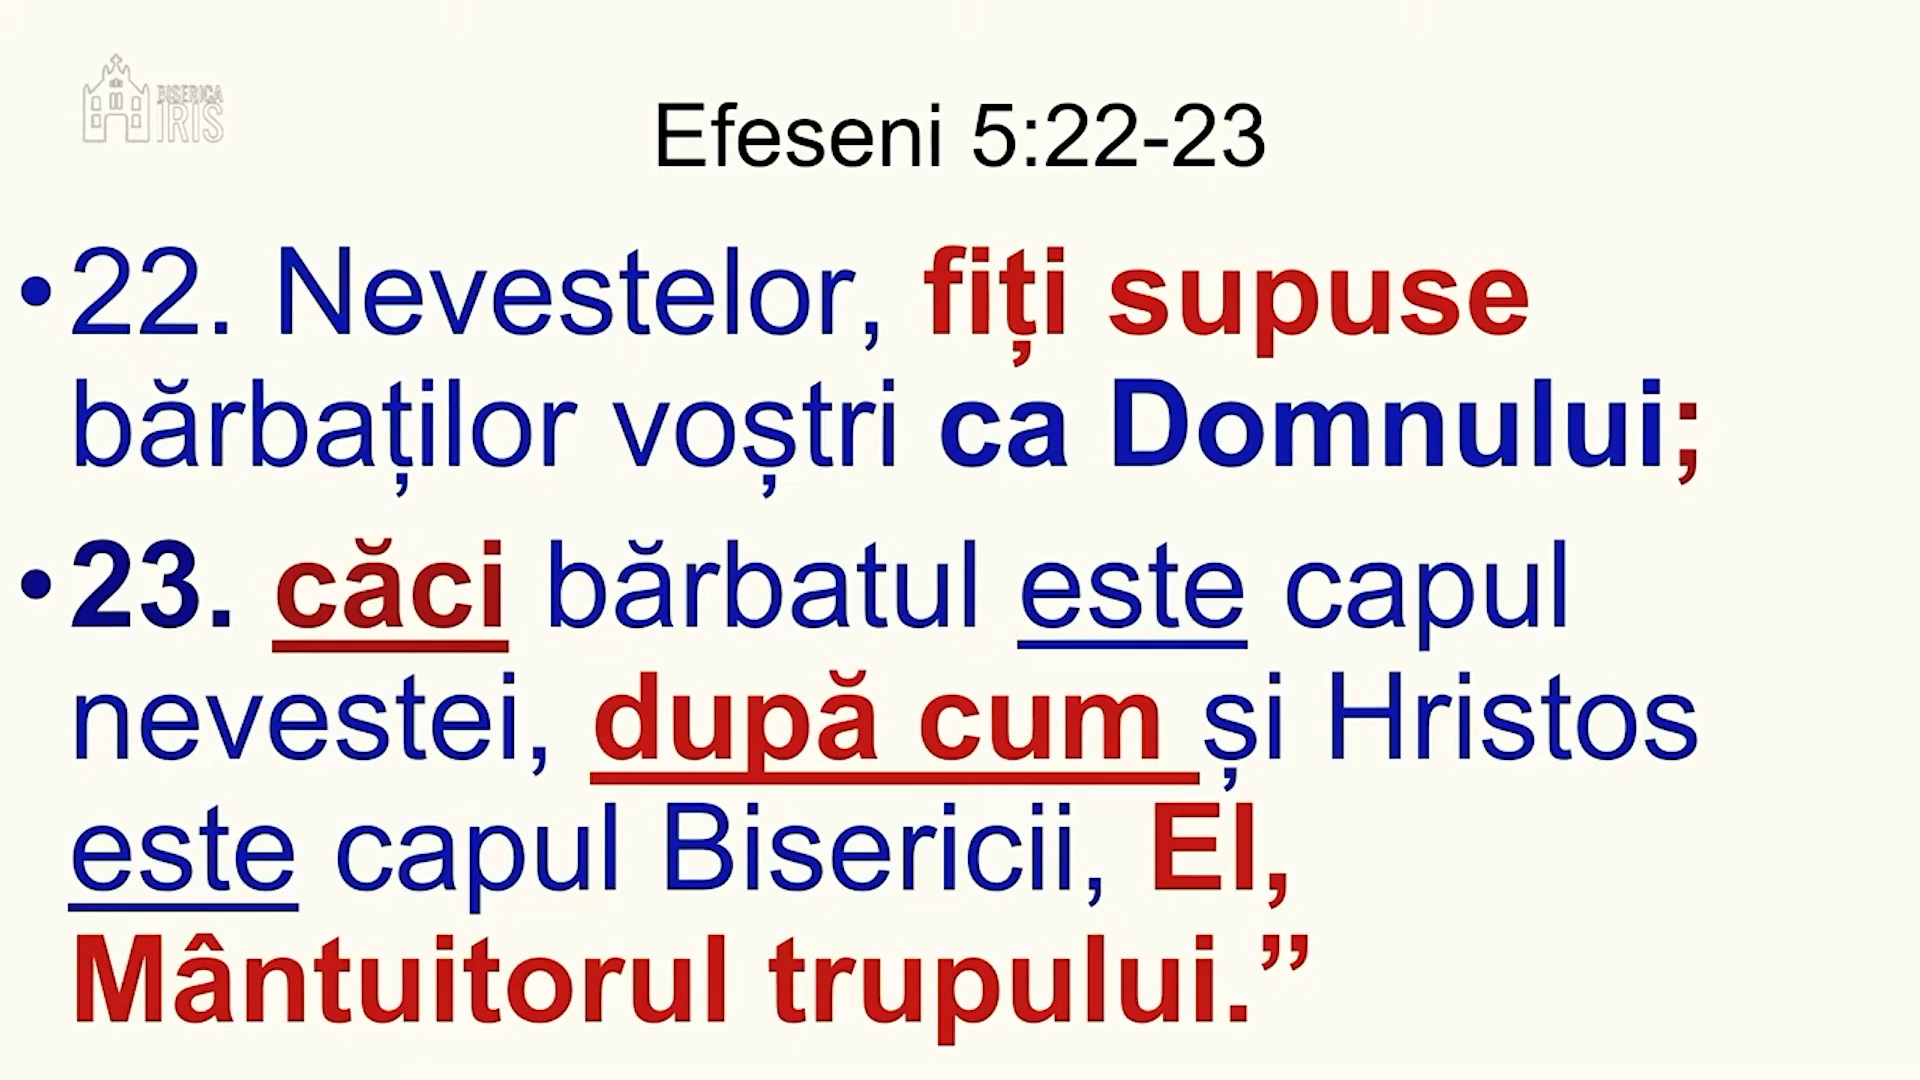 BISERICA
IRIS
Efeseni 5:22-23
•22. Nevestelor, fiți supuse
bărbaților voștri ca Domnului;
•23. căci bărbatul este capul
nevestei, după cum și Hristos
este capul Bisericii, El,
Mântuitorul trupului.”